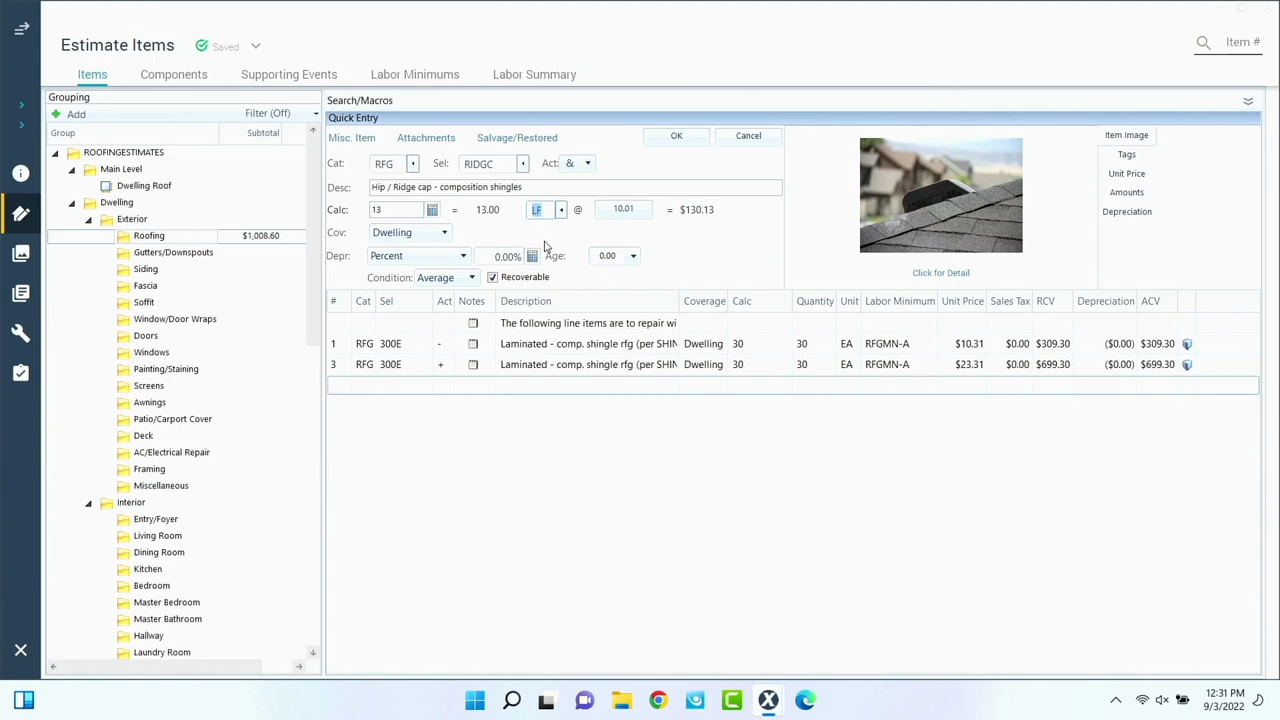 Estimate Items Saved
Item #
Items Components Supporting Events Labor Minimums Labor Summary
Grouping
Add Filter (Off)
Group Subtotal
ROOFINGESTIMATES
Main Level
Dwelling Roof
Dwelling
Exterior
Roofing $1,008.60
Gutters/Downspouts
Siding
Fascia
Soffit
Window/Door Wraps
Doors
Windows
Painting/Staining
Screens
Awnings
Patio/Carport Cover
Deck
AC/Electrical Repair
Framing
Miscellaneous
Interior
Entry/Foyer
Living Room
Dining Room
Kitchen
Bedroom
Master Bedroom
Master Bathroom
Hallway
Laundry Room
Search/Macros
Quick Entry
Misc. Item Attachments Salvage/Restored OK Cancel
Cat: RFG Sel: RIDGC Act: &
Desc: Hip / Ridge cap - composition shingles
Calc: 13 = 13.00 LF @ 10.01 = $130.13
Cov: Dwelling
Depr: Percent 0.00% Age: 0.00
Condition: Average Recoverable
Click for Detail
Item Image
Tags
Unit Price
Amounts
Depreciation
# Cat Sel Act Notes Description Coverage Calc Quantity Unit Labor Minimum Unit Price Sales Tax RCV Depreciation ACV
The following line items are to repair wi
1 RFG 300E - Laminated - comp. shingle rfg (per SHIN Dwelling 30 30 EA RFGMN-A $10.31 $0.00 $309.30 ($0.00) $309.30
3 RFG 300E + Laminated - comp. shingle rfg (per SHIN Dwelling 30 30 EA RFGMN-A $23.31 $0.00 $699.30 ($0.00) $699.30
12:31 PM
9/3/2022